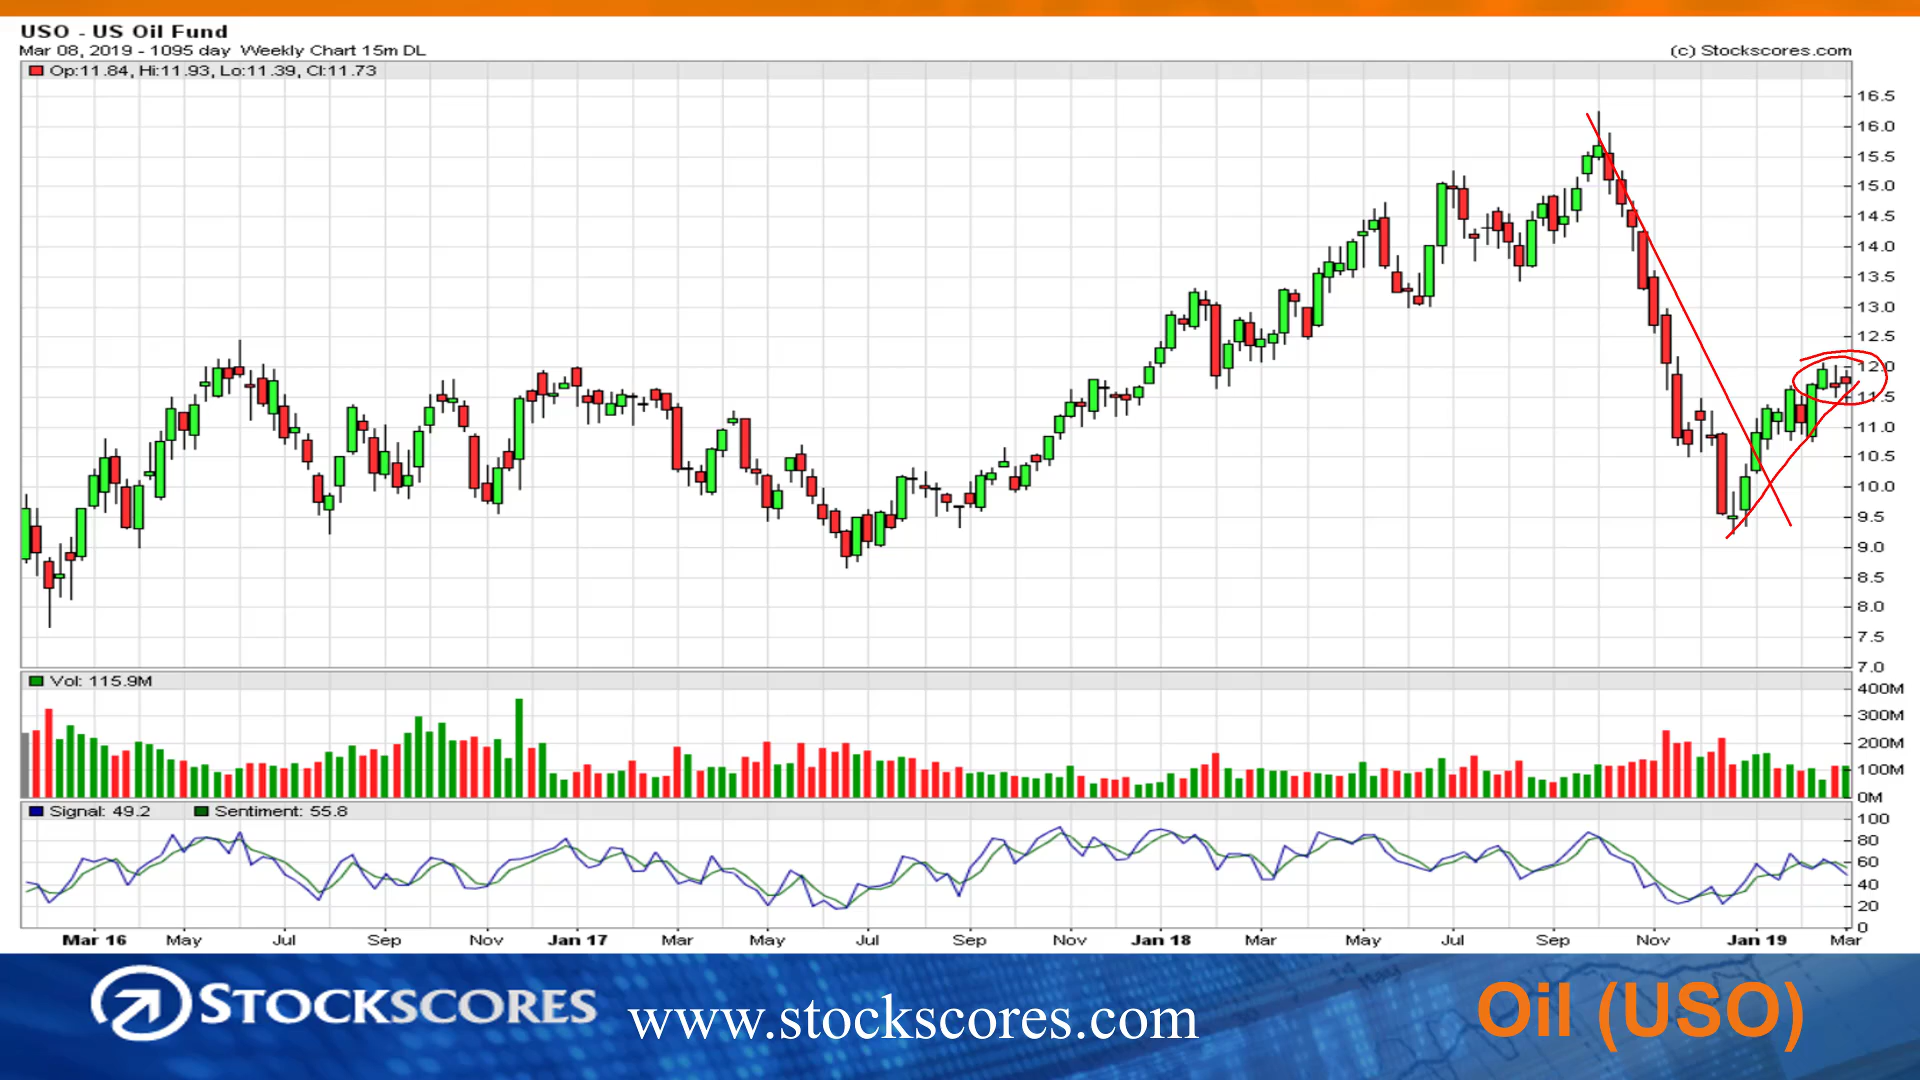 USO - US Oil Fund
Mar 08, 2019 - 1095 day Weekly Chart 15m DL
(c) Stockscores.com
Op:11.84, Hi:11.93, Lo:11.39, Cl:11.73
16.5
16.0
15.5
15.0
14.5
14.0
13.5
13.0
12.5
12.0
11.5
11.0
10.5
10.0
9.5
9.0
8.5
8.0
7.5
7.0
Vol: 115.9M
400M
300M
200M
100M
0M
Signal: 49.2 Sentiment: 55.8
100
80
60
40
20
0
Mar 16 May Jul Sep Nov Jan 17 Mar May Jul Sep Nov Jan 18 Mar May Jul Sep Nov Jan 19 Mar
STOCKSCORES
www.stockscores.com
Oil (USO)